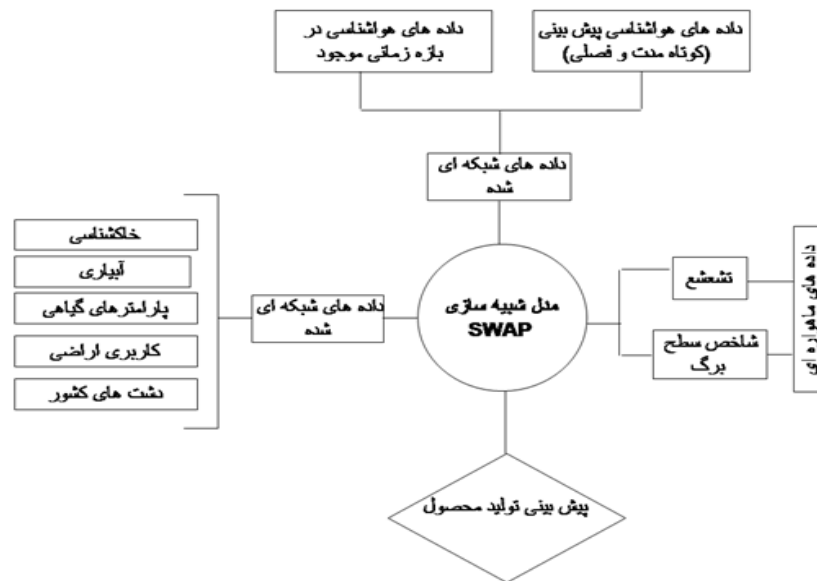 داده های هواشناسی در
بازه زمانی موجود
داده های هواشناسی پیش بینی
(کوتاه مدت و فصلی)
داده های شبکه ای
شده
خاکشناسی
آبیاری
پارامترهای گیاهی
کاربری اراضی
دشت های کشور
داده های شبکه ای
شده
مدل شبیه سازی
SWAP
تشعشع
شاخص سطح
برگ
داده های ماهواره ای
پیش بینی تولید محصول